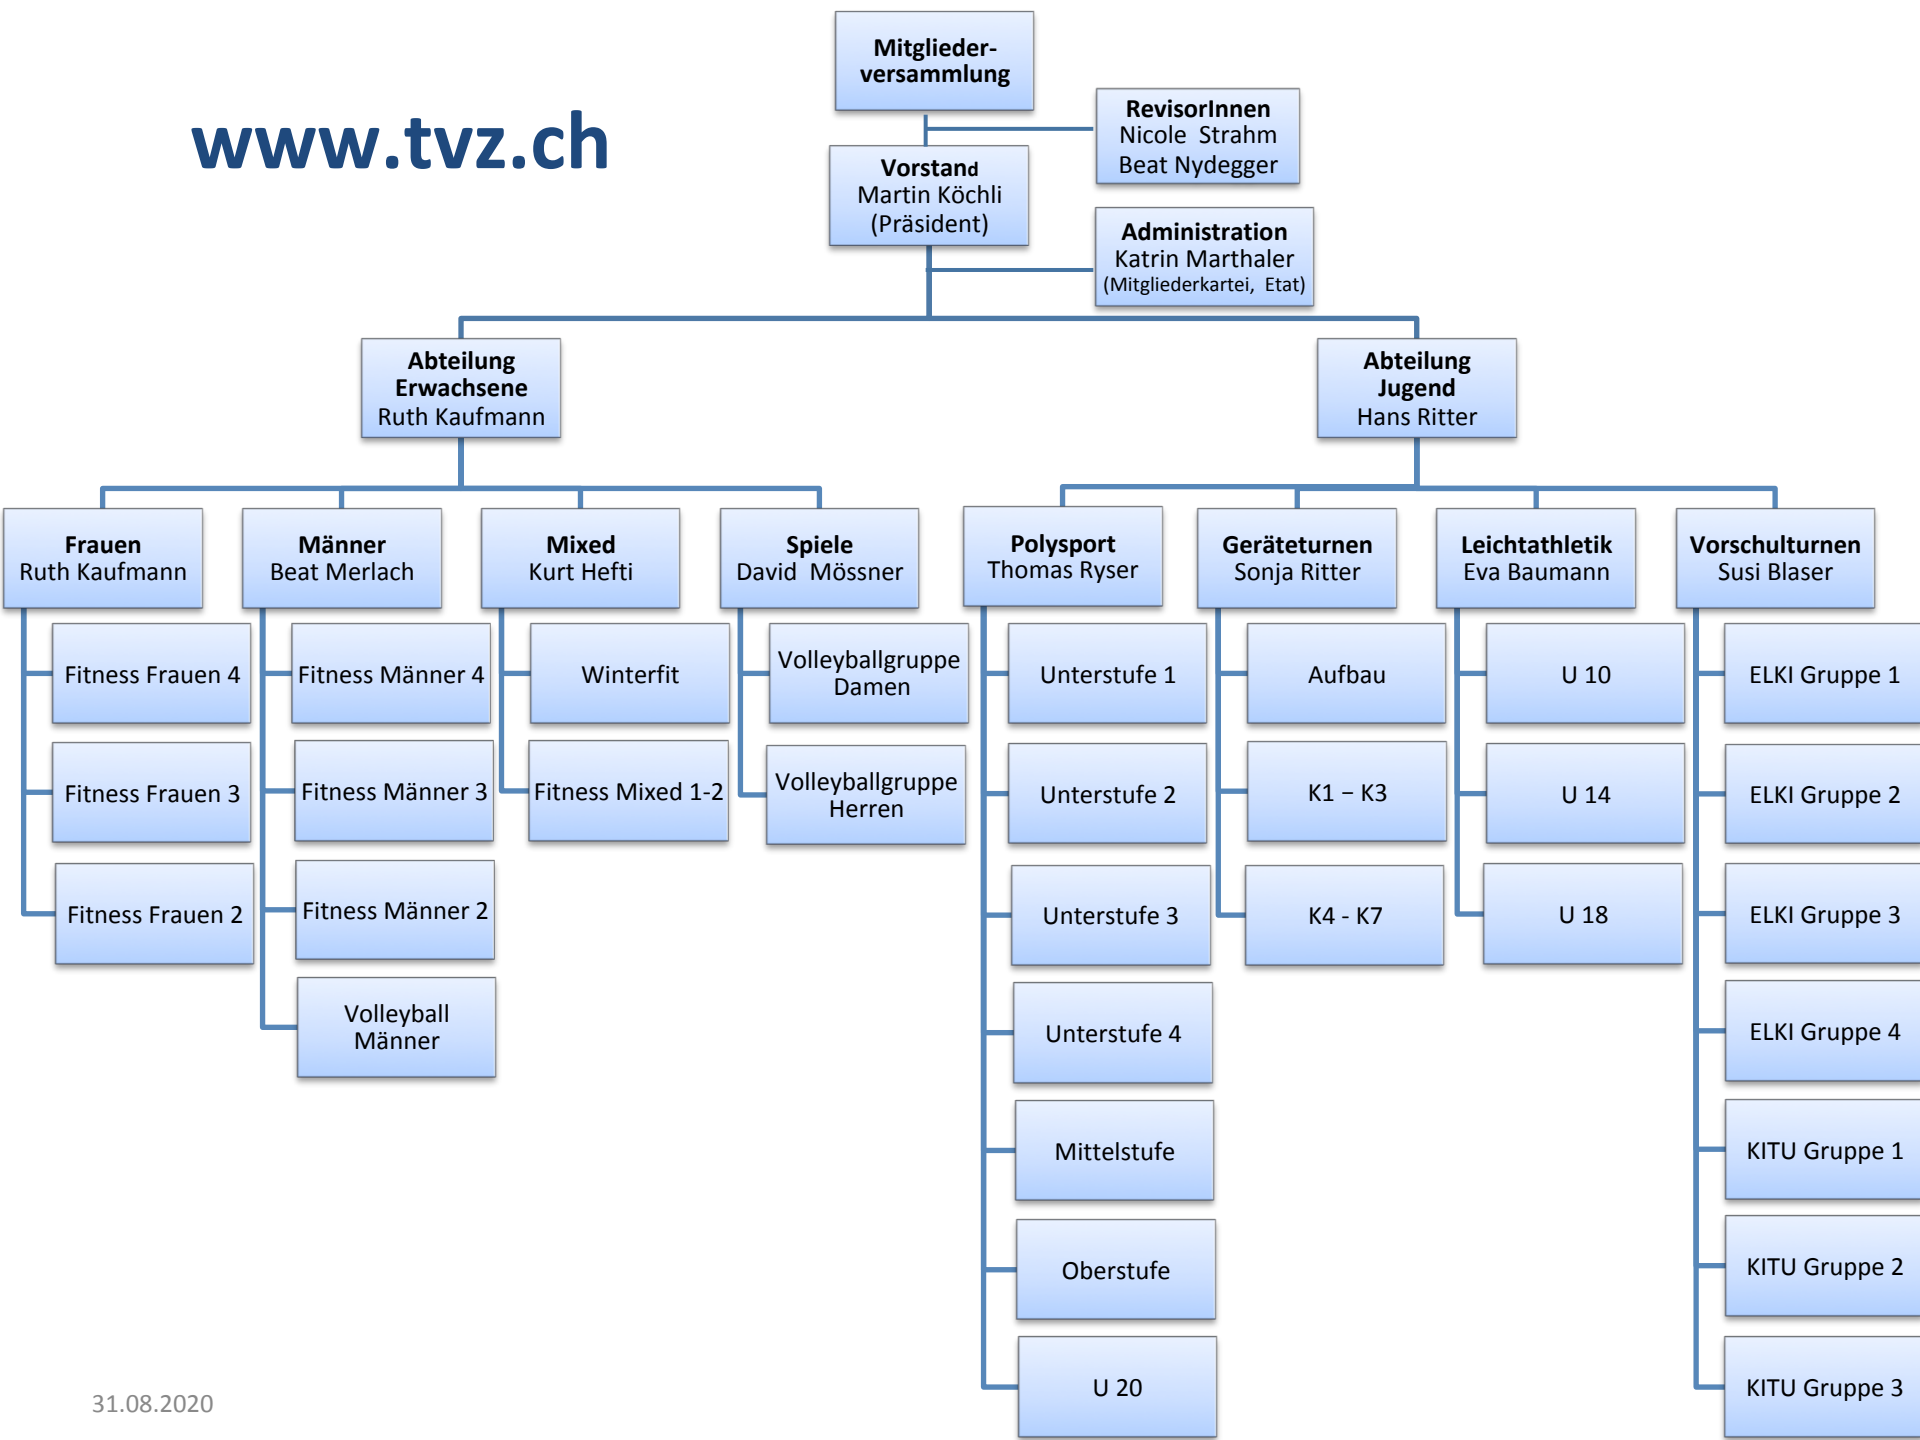 Mitglieder-
versammlung
www.tvz.ch
RevisorInnen
Nicole Strahm
Beat Nydegger
Vorstand
Martin Köchli
(Präsident)
Administration
Katrin Marthaler
(Mitgliederkartei, Etat)
Abteilung
Erwachsene
Ruth Kaufmann
Abteilung
Jugend
Hans Ritter
Frauen
Ruth Kaufmann
Fitness Frauen 4
Fitness Frauen 3
Fitness Frauen 2
Männer
Beat Merlach
Fitness Männer 4
Fitness Männer 3
Fitness Männer 2
Volleyball
Männer
Mixed
Kurt Hefti
Winterfit
Fitness Mixed 1-2
Spiele
David Mössner
Volleyballgruppe
Damen
Volleyballgruppe
Herren
Polysport
Thomas Ryser
Unterstufe 1
Unterstufe 2
Unterstufe 3
Unterstufe 4
Mittelstufe
Oberstufe
U 20
Geräteturnen
Sonja Ritter
Aufbau
K1 – K3
K4 - K7
Leichtathletik
Eva Baumann
U 10
U 14
U 18
Vorschulturnen
Susi Blaser
ELKI Gruppe 1
ELKI Gruppe 2
ELKI Gruppe 3
ELKI Gruppe 4
KITU Gruppe 1
KITU Gruppe 2
KITU Gruppe 3
31.08.2020